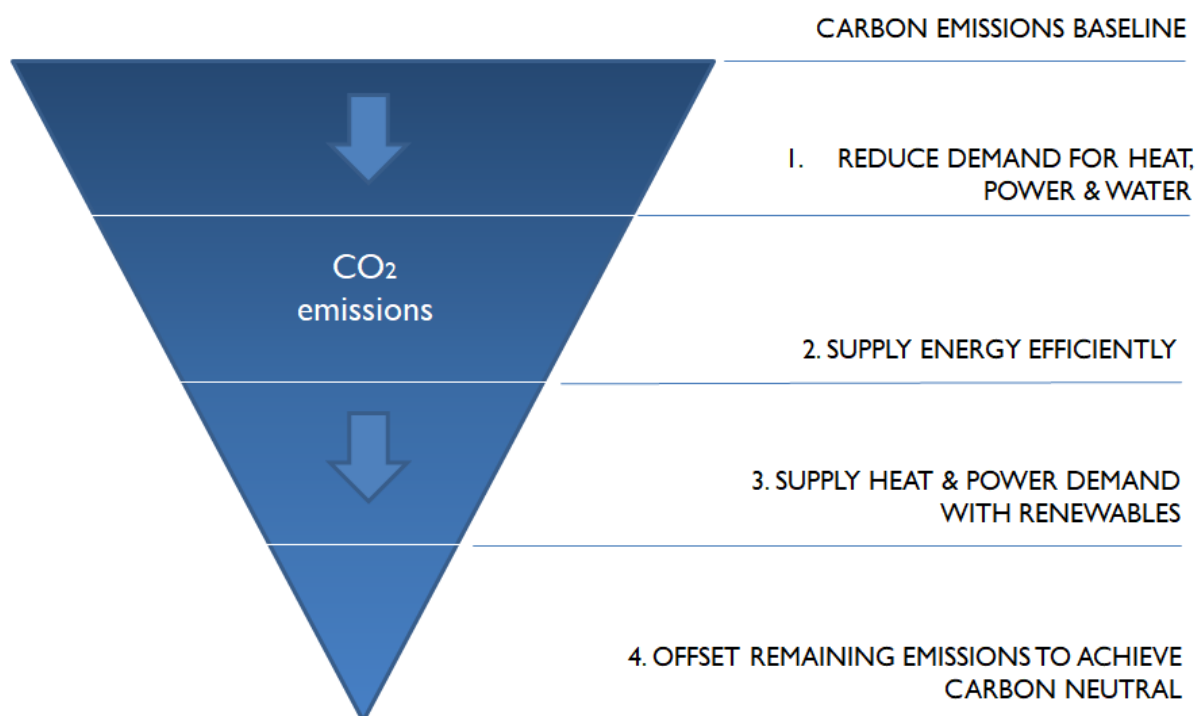 CARBON EMISSIONS BASELINE
1. REDUCE DEMAND FOR HEAT,
POWER & WATER
CO₂
emissions
2. SUPPLY ENERGY EFFICIENTLY
3. SUPPLY HEAT & POWER DEMAND
WITH RENEWABLES
4. OFFSET REMAINING EMISSIONS TO ACHIEVE
CARBON NEUTRAL